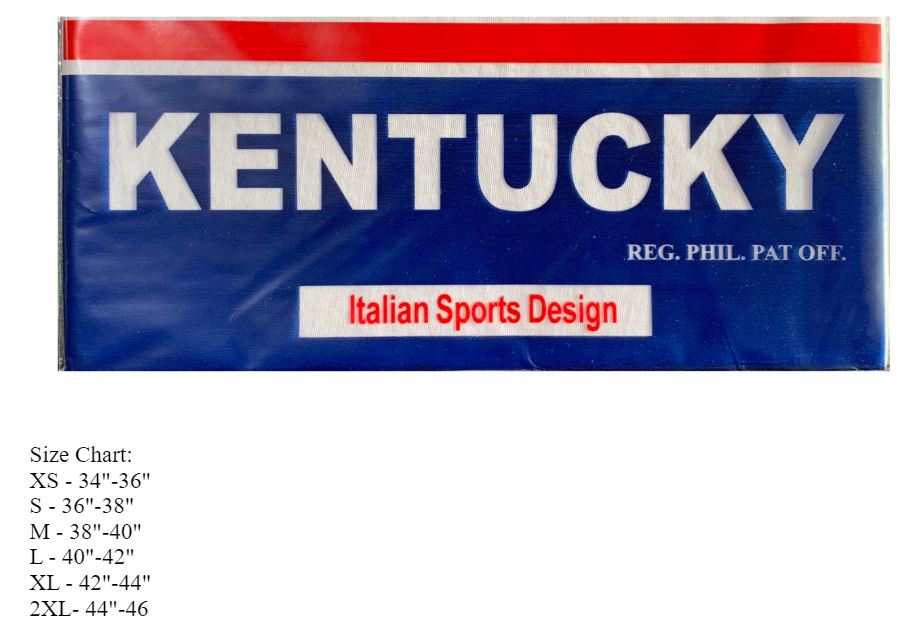 KENTUCKY
REG. PHIL. PAT OFF.
Italian Sports Design
Size Chart:
XS - 34"-36"
S - 36"-38"
M - 38"-40"
L - 40"-42"
XL - 42"-44"
2XL- 44"-46